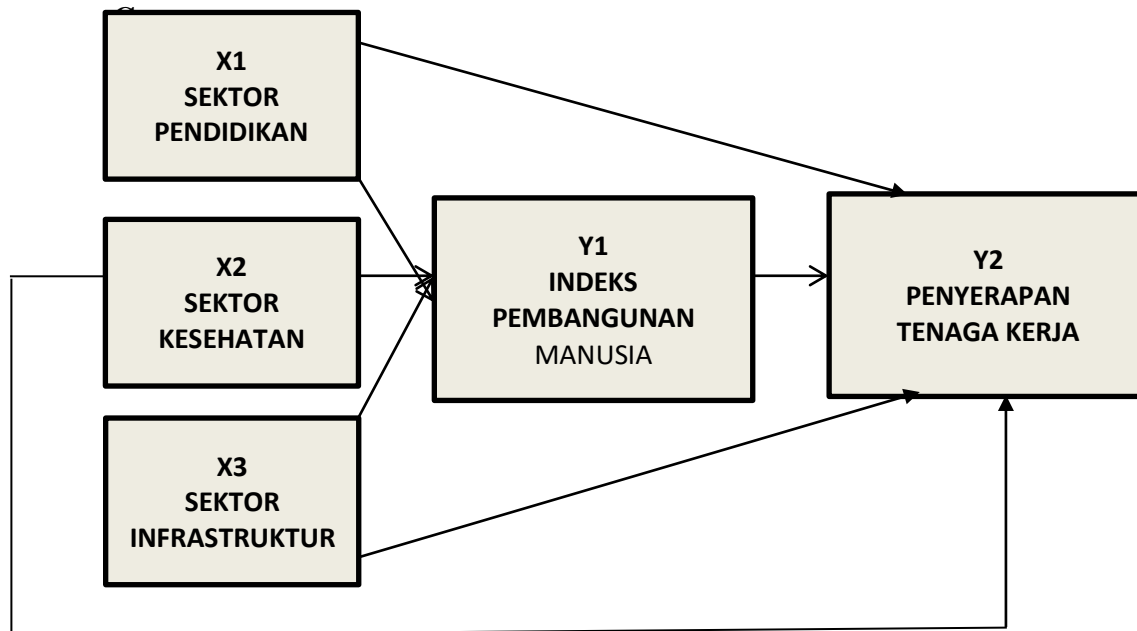 X1
SEKTOR
PENDIDIKAN
X2
SEKTOR
KESEHATAN
X3
SEKTOR
INFRASTRUKTUR
Y1
INDEKS
PEMBANGUNAN
MANUSIA
Y2
PENYERAPAN
TENAGA KERJA